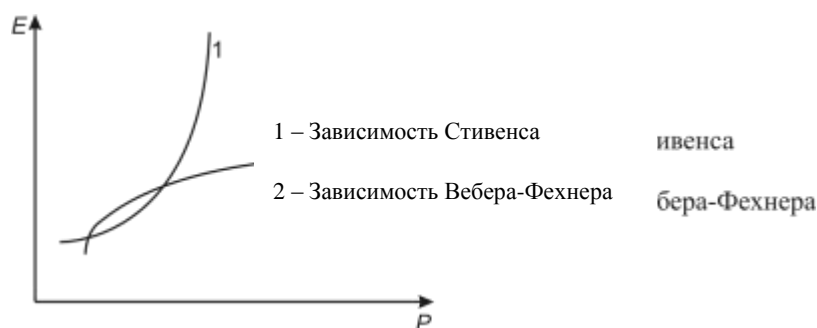 E
1
1 – Зависимость Стивенса
ивенса
2 – Зависимость Вебера-Фехнера
бера-Фехнера
P